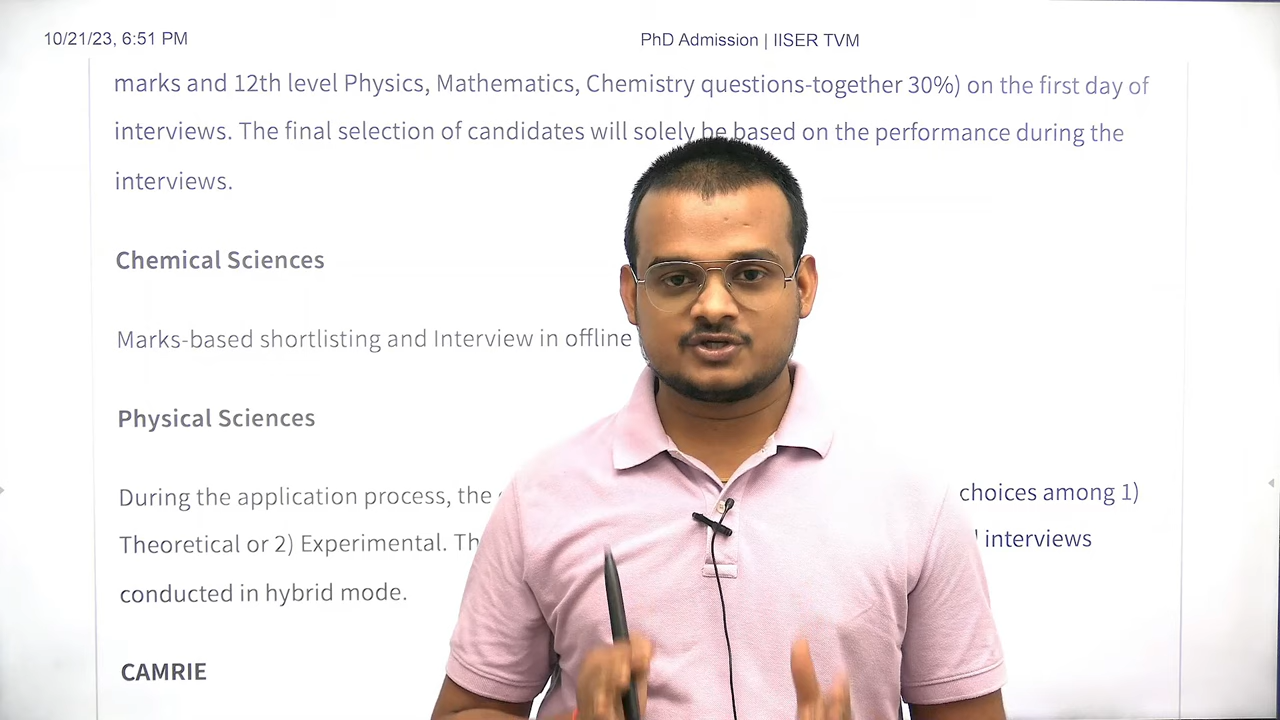 10/21/23, 6:51 PM PhD Admission | IISER TVM
marks and 12th level Physics, Mathematics, Chemistry questions-together 30%) on the first day of
interviews. The final selection of candidates will solely be based on the performance during the
interviews.
Chemical Sciences
Marks-based shortlisting and Interview in offline
Physical Sciences
During the application process, the choices among 1)
Theoretical or 2) Experimental. interviews
conducted in hybrid mode.
CAMRIE